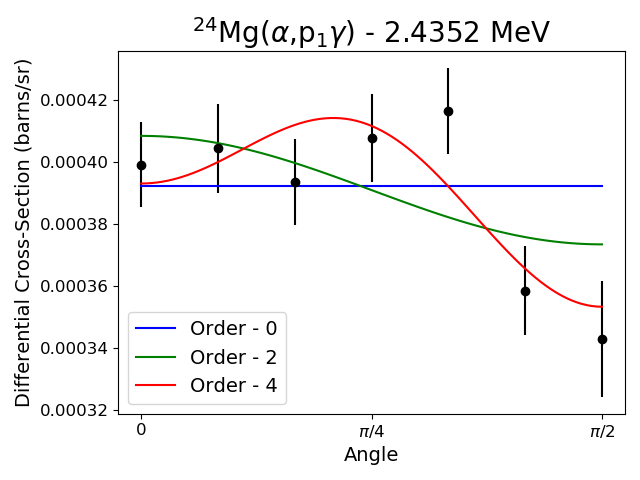 ²⁴Mg(α,p₁γ) - 2.4352 MeV
Differential Cross-Section (barns/sr)
0.00042
0.00040
0.00038
0.00036
0.00034
0.00032
Order - 0
Order - 2
Order - 4
0 π/4 π/2
Angle